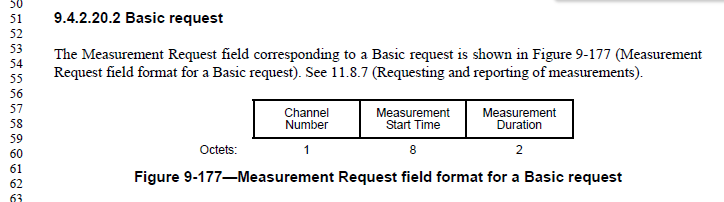 50
51 9.4.2.20.2 Basic request
52
53 The Measurement Request field corresponding to a Basic request is shown in Figure 9-177 (Measurement
54
55 Request field format for a Basic request). See 11.8.7 (Requesting and reporting of measurements).
56
57 Channel Measurement Measurement
58 Number Start Time Duration
59
60 Octets: 1 8 2
61
62 Figure 9-177—Measurement Request field format for a Basic request
63